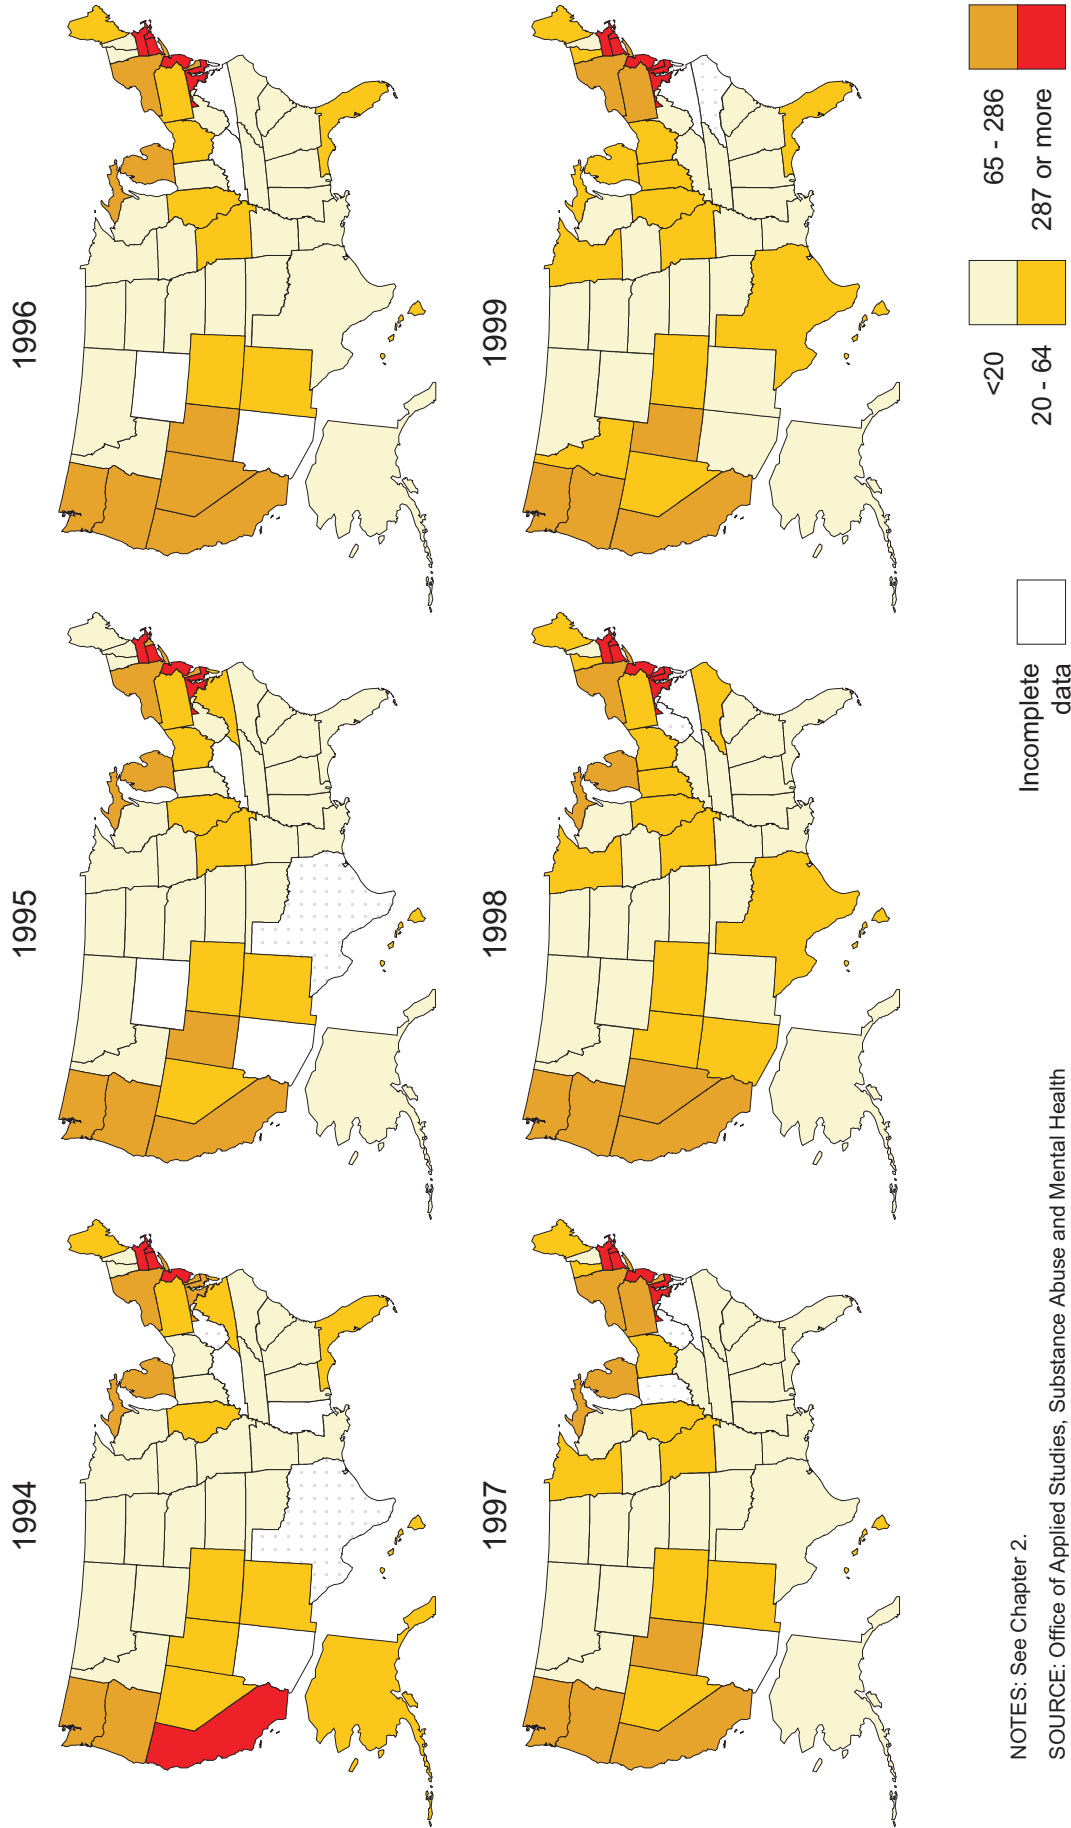 1994
1995
1996
1997
1998
1999
Incomplete
data
<20
20 - 64
65 - 286
287 or more
NOTES: See Chapter 2.
SOURCE: Office of Applied Studies, Substance Abuse and Mental Health